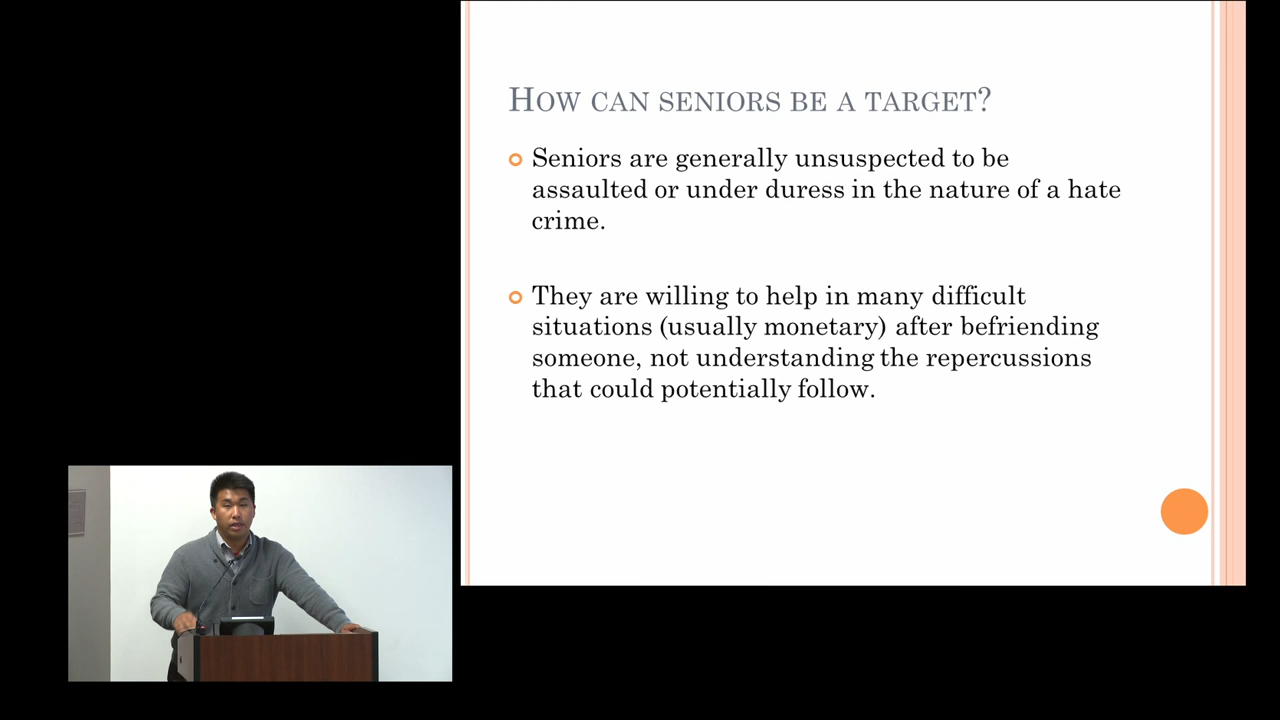 HOW CAN SENIORS BE A TARGET?
Seniors are generally unsuspected to be
assaulted or under duress in the nature of a hate
crime.
They are willing to help in many difficult
situations (usually monetary) after befriending
someone, not understanding the repercussions
that could potentially follow.